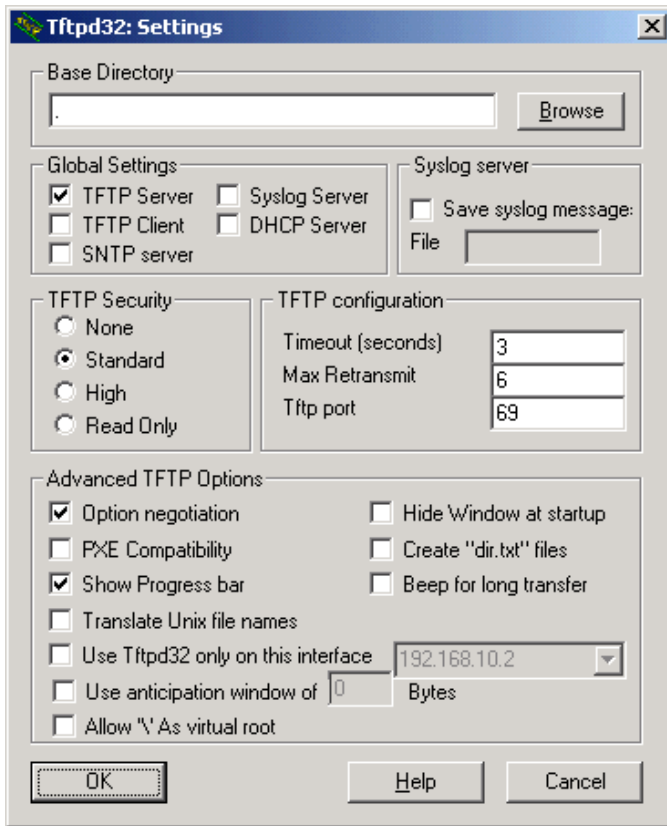 Tftpd32: Settings
Base Directory
.
Browse
Global Settings
TFTP Server
Syslog Server
TFTP Client
DHCP Server
SNTP server
Syslog server
Save syslog message:
File
TFTP Security
None
Standard
High
Read Only
TFTP configuration
Timeout (seconds)
3
Max Retransmit
6
Tftp port
69
Advanced TFTP Options
Option negotiation
Hide Window at startup
PXE Compatibility
Create "dir.txt" files
Show Progress bar
Beep for long transfer
Translate Unix file names
Use Tftpd32 only on this interface
192.168.10.2
Use anticipation window of 0 Bytes
Allow '\' As virtual root
OK
Help
Cancel